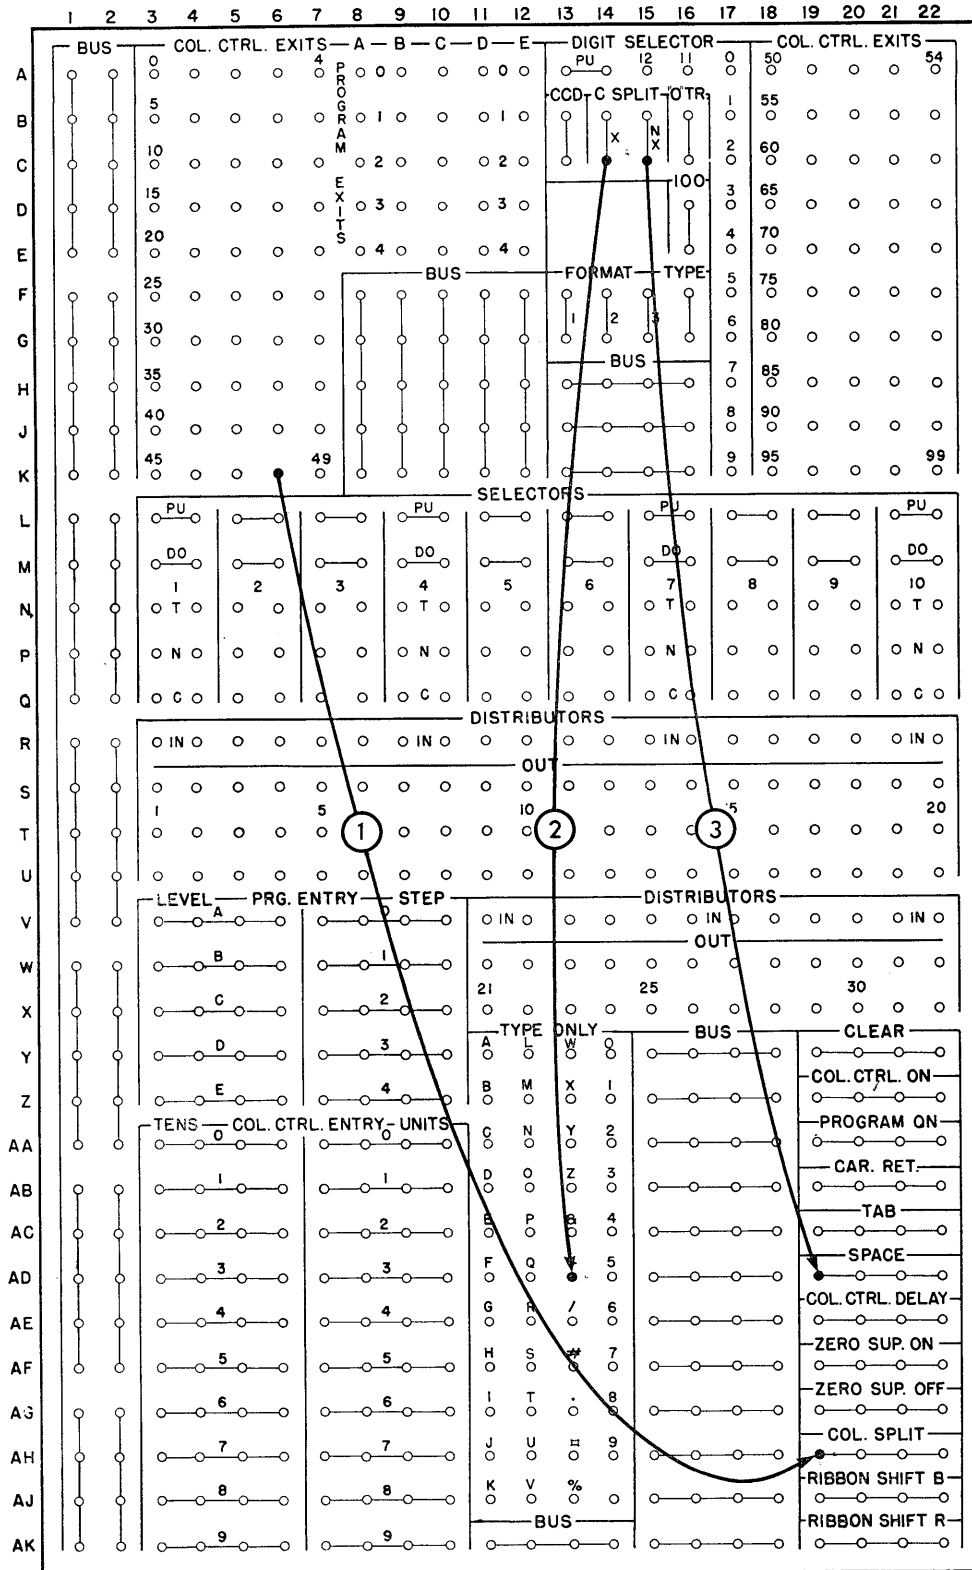 1 2 3 4 5 6 7 8 9 10 11 12 13 14 15 16 17 18 19 20 21 22
BUS COL. CTRL. EXITS A B C D E DIGIT SELECTOR COL. CTRL. EXITS
A 0 4 0 0 PU 12 11 0 50 54
PROGRAM EXITS
CCD C SPLIT "O"TR.
B 5 1 1 1 55
X NX
C 10 2 2 2 60
100
D 15 3 3 3 65
E 20 4 4 4 70
BUS FORMAT TYPE
F 25 5 75
1 2 3
G 30 6 80
BUS
H 35 7 85
J 40 8 90
K 45 49 9 95 99
SELECTORS
L PU PU PU PU
M DO DO DO DO
1 2 3 4 5 6 7 8 9 10
N T T T T
P N N N N
Q C C C C
DISTRIBUTORS
R IN IN IN IN
OUT
S
1 5 10 15 20
T 1 2 3
U
LEVEL PRG. ENTRY STEP DISTRIBUTORS
V A 0 IN IN IN
OUT
W B 1
21 25 30
X C 2
TYPE ONLY BUS CLEAR
Y D 3 A L W 0
COL. CTRL. ON
Z E 4 B M X 1
TENS COL. CTRL. ENTRY-UNITS PROGRAM ON
AA 0 0 C N Y 2
CAR. RET.
AB 1 1 D O Z 3
TAB
AC 2 2 E P & 4
SPACE
AD 3 3 F Q 5
COL. CTRL. DELAY
AE 4 4 G R / 6
ZERO SUP. ON
AF 5 5 H S # 7
ZERO SUP. OFF
AG 6 6 I T . 8
COL. SPLIT
AH 7 7 J U ¤ 9
RIBBON SHIFT B
AJ 8 8 K V %
BUS RIBBON SHIFT R
AK 9 9